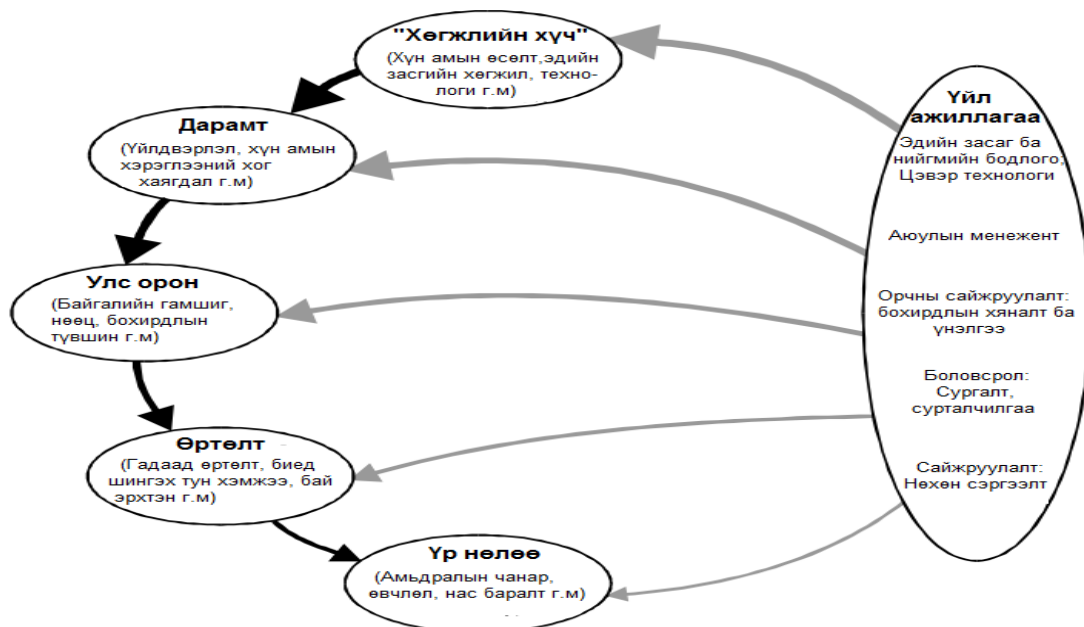 "Хөгжлийн хүч"
(Хүн амын өсөлт,эдийн
засгийн хөгжил, техно-
логи г.м)
Дарамт
(Үйлдвэрлэл, хүн амын
хэрэглээний хог
хаягдал г.м)
Улс орон
(Байгалийн гамшиг,
нөөц, бохирдлын
түвшин г.м)
Өртөлт
(Гадаад өртөлт, биед
шингэх тун хэмжээ, бай
эрхтэн г.м)
Үр нөлөө
(Амьдралын чанар,
өвчлөл, нас баралт г.м)
Үйл
ажиллагаа
Эдийн засаг ба
нийгмийн бодлого;
Цэвэр технологи
Аюулын менежент
Орчны сайжруулалт:
бохирдлын хяналт ба
үнэлгээ
Боловсрол:
Сургалт,
сурталчилгаа
Сайжруулалт:
Нөхөн сэргээлт